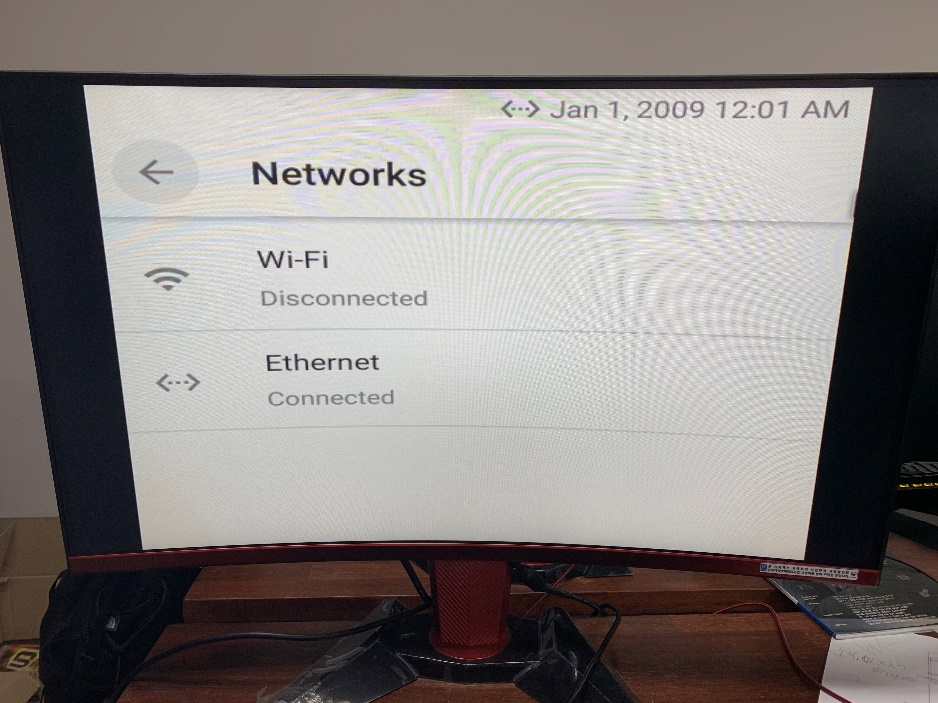 Jan 1, 2009 12:01 AM
Networks
Wi-Fi
Disconnected
Ethernet
Connected